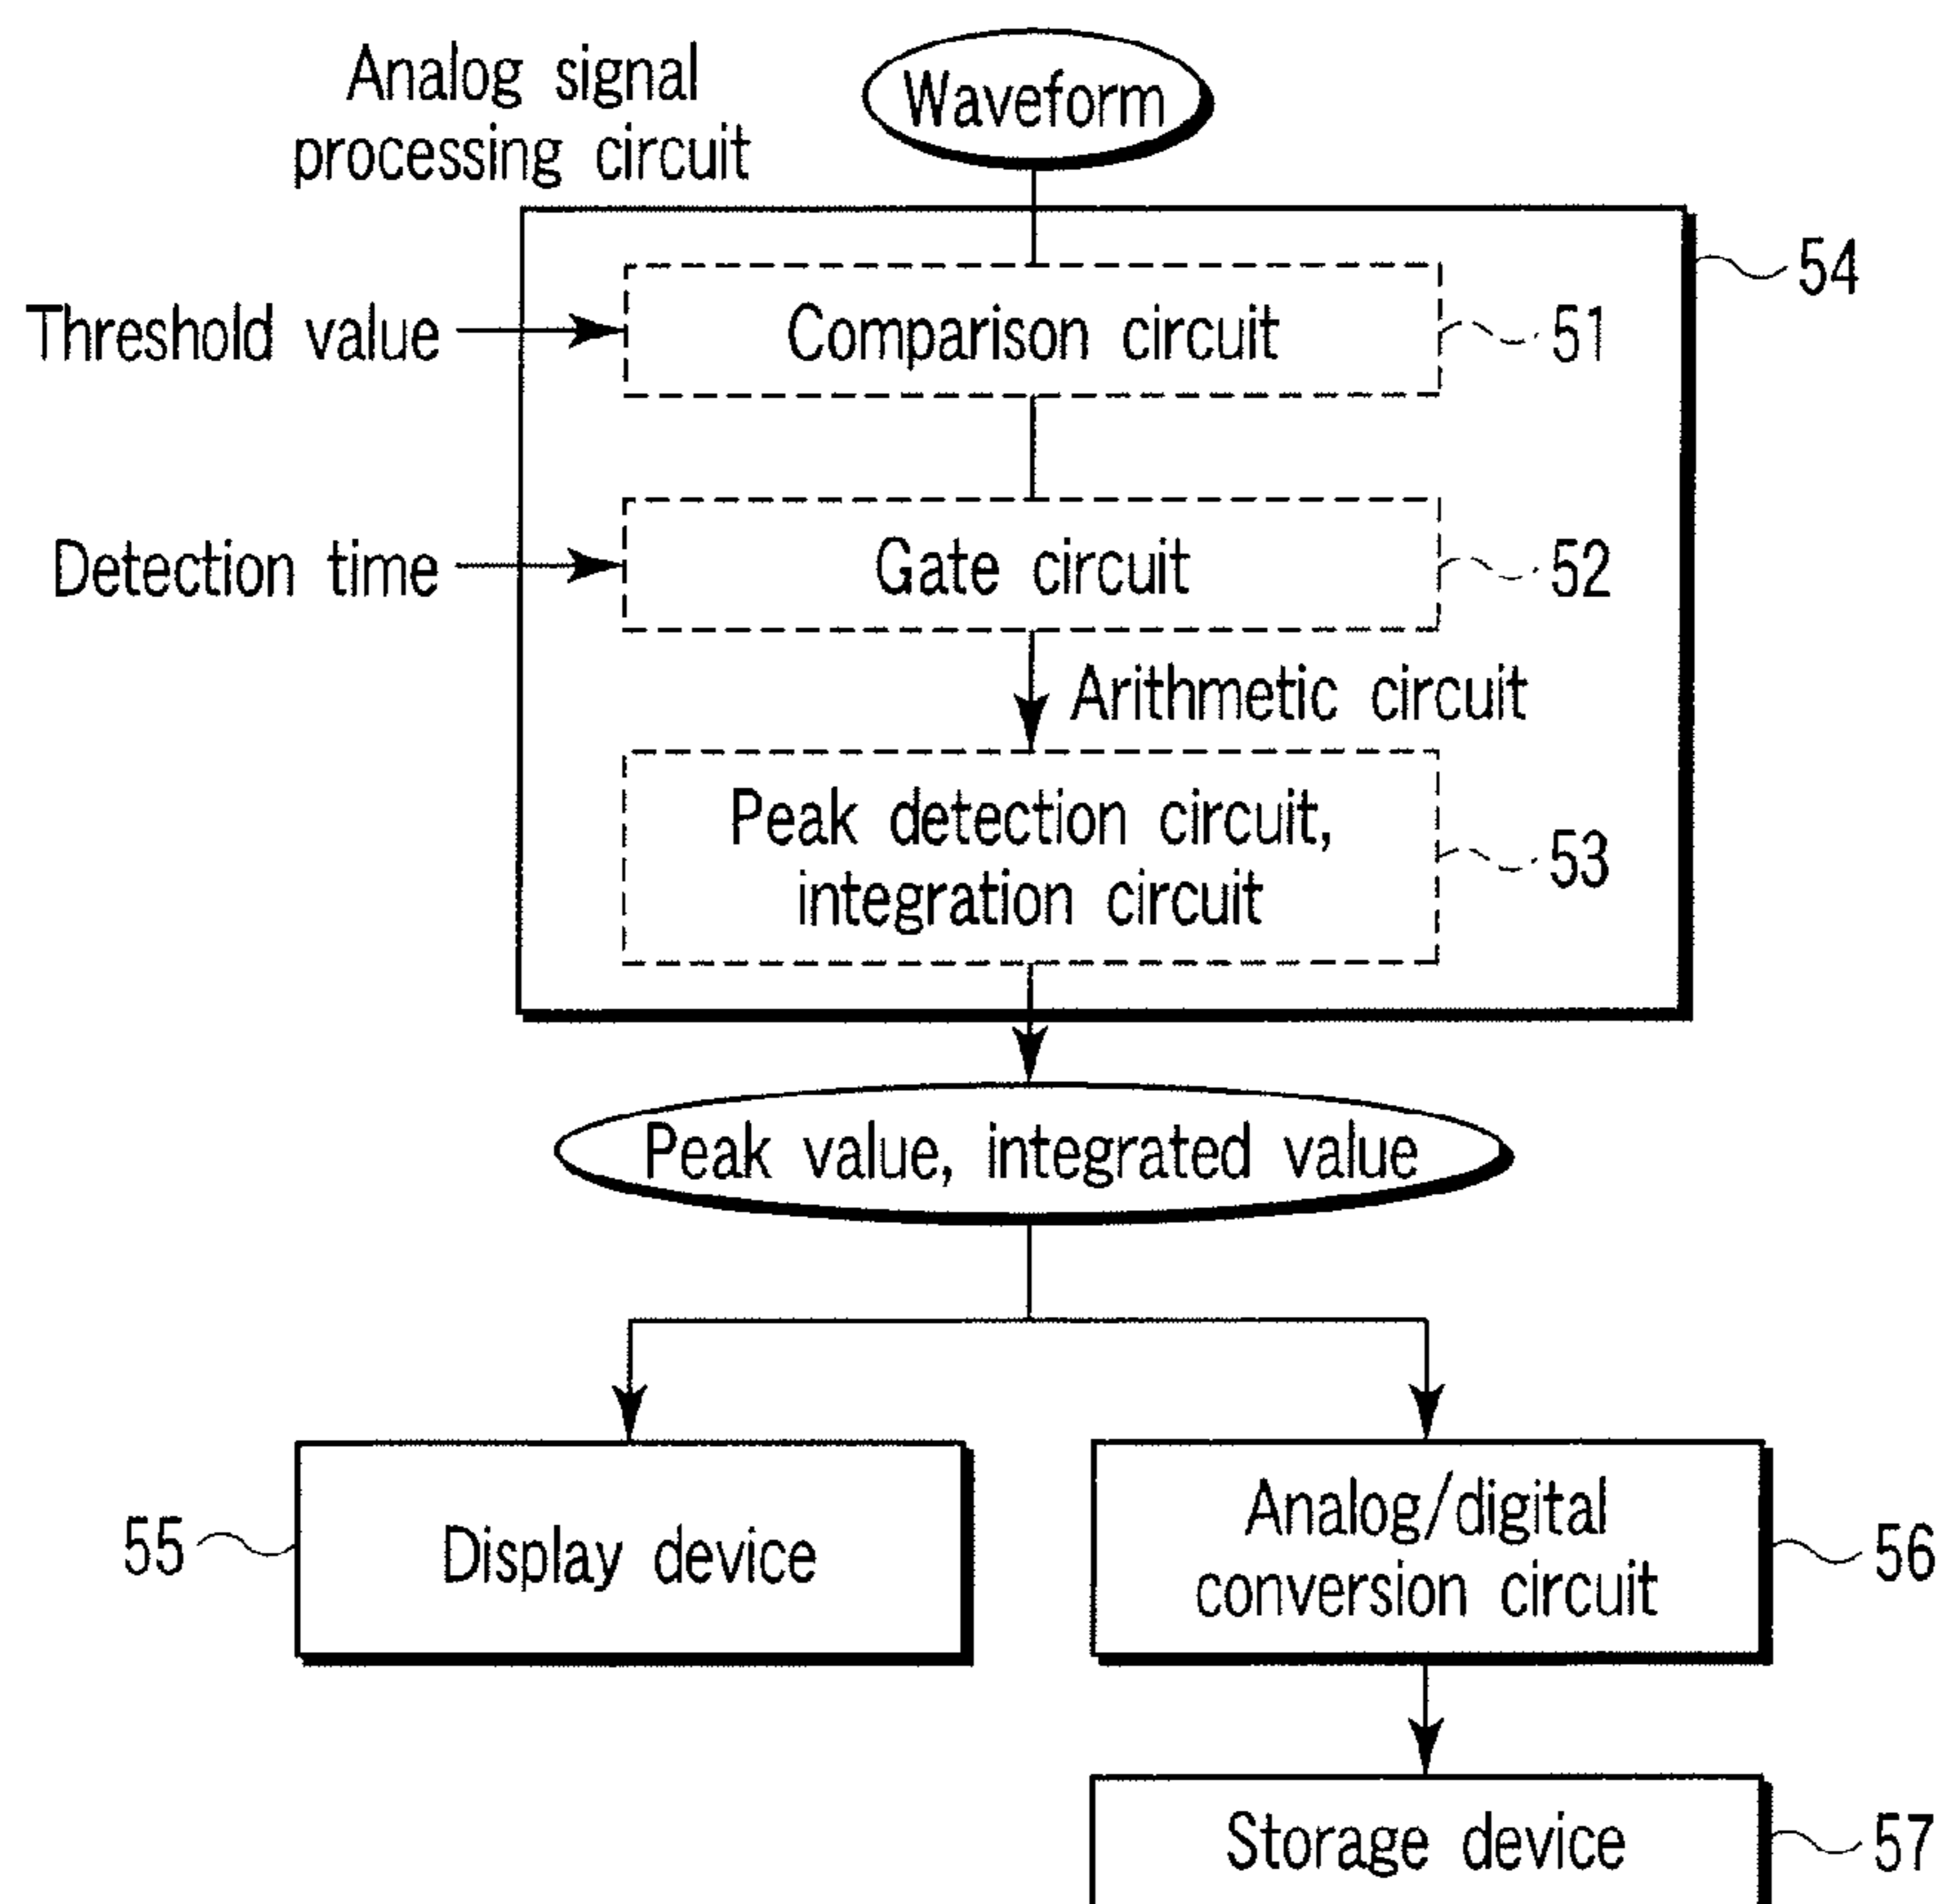 Analog signal
processing circuit
Waveform
54
Threshold value
Comparison circuit
51
Detection time
Gate circuit
52
Arithmetic circuit
Peak detection circuit,
integration circuit
53
Peak value, integrated value
55
Display device
Analog/digital
conversion circuit
56
Storage device
57